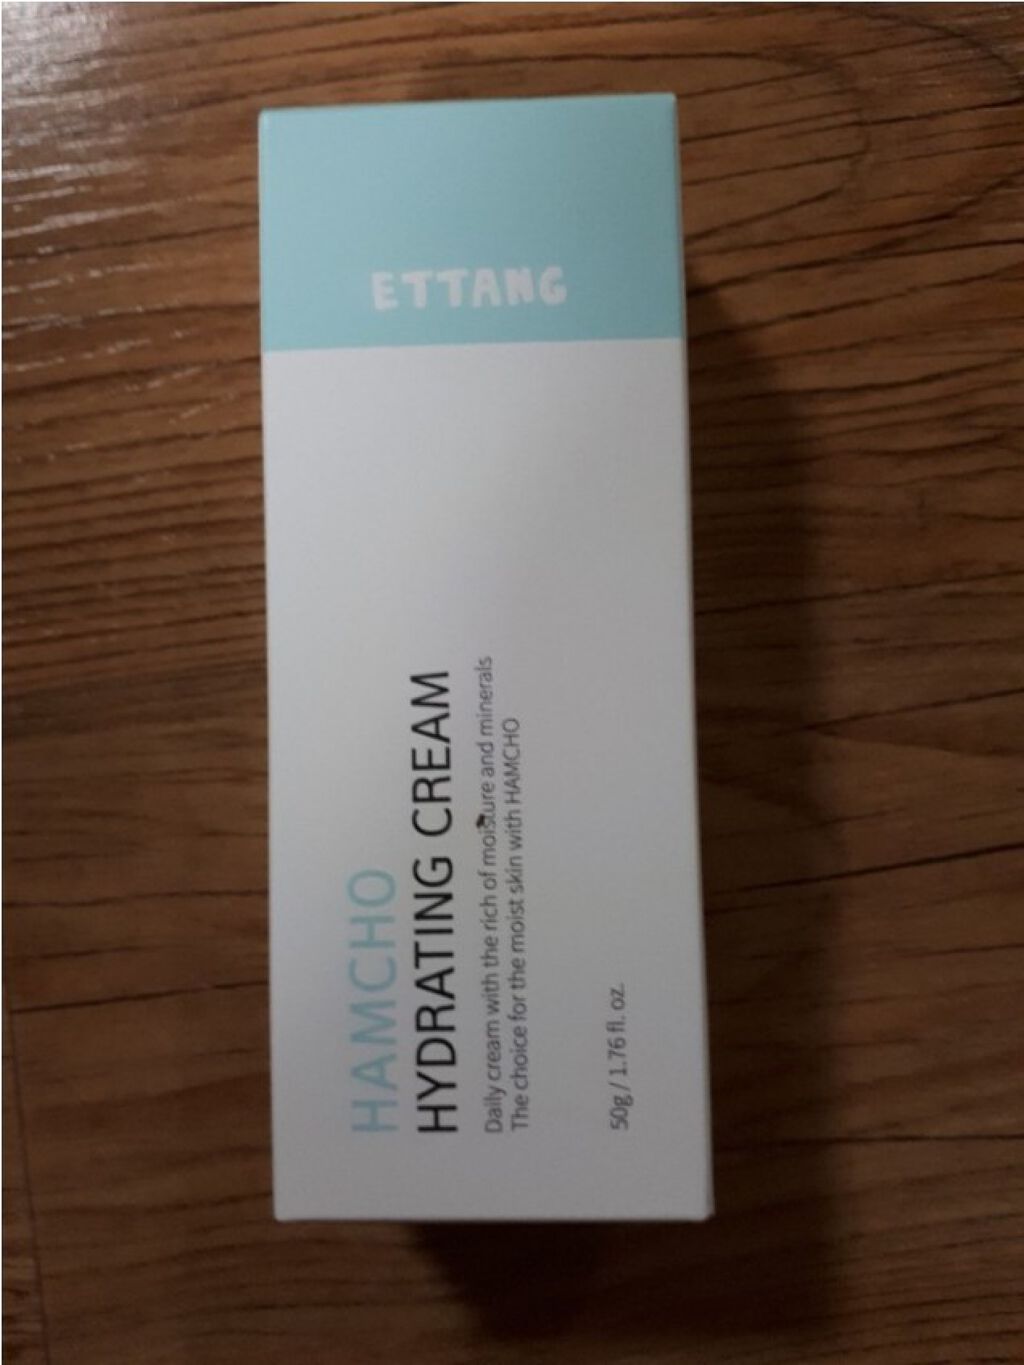 ETTANG
HAMCHO
HYDRATING CREAM
Daily cream with the rich of moisture and minerals
The choice for the moist skin with HAMCHO
50g / 1.76 fl. oz.